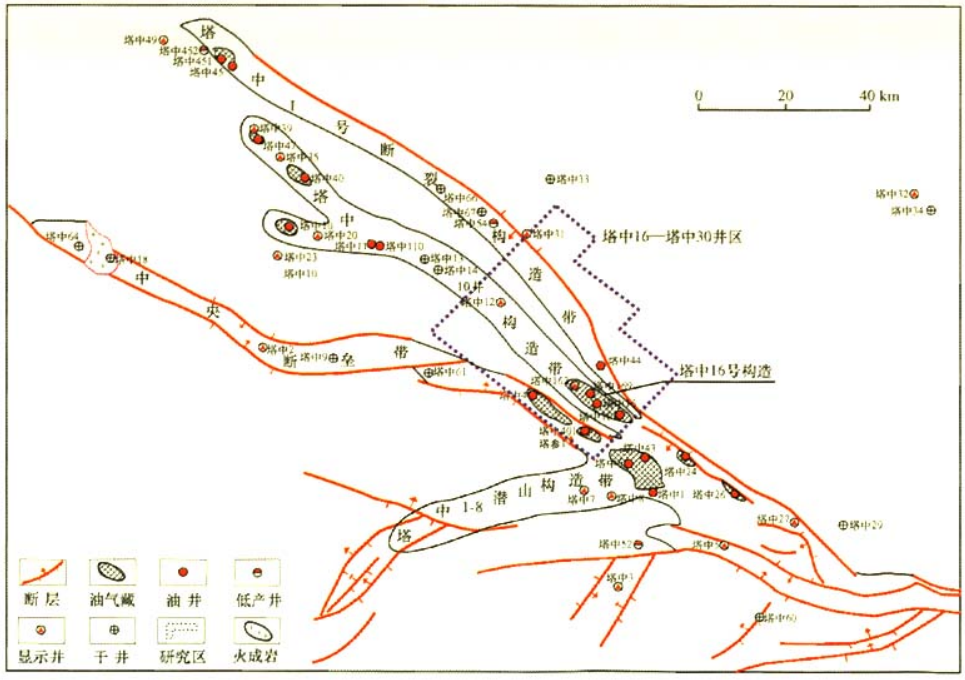 塔中49
塔中452
塔中451
塔中45
塔中1号断裂构造带
0 20 40 km
塔中39
塔中47
塔中35
塔中40
塔中33
塔中32
塔中34
塔中66
塔中67
塔中54
塔中31
塔中16—塔中30井区
塔中10井构造带
塔中20
塔中11
塔中110
塔中23
塔中10
塔中13
塔中14
塔中12
塔中64
塔中18
中央断垒带
塔中2
塔中9
塔中61
塔中44
塔中16号构造
塔中162
塔中401
塔参1
塔中43
塔中24
塔中26
塔中1
塔中7
塔中1-8潜山构造带
塔中27
塔中29
塔中52
塔中5
塔中3
塔中60
断层
油气藏
油井
低产井
显示井
干井
研究区
火成岩